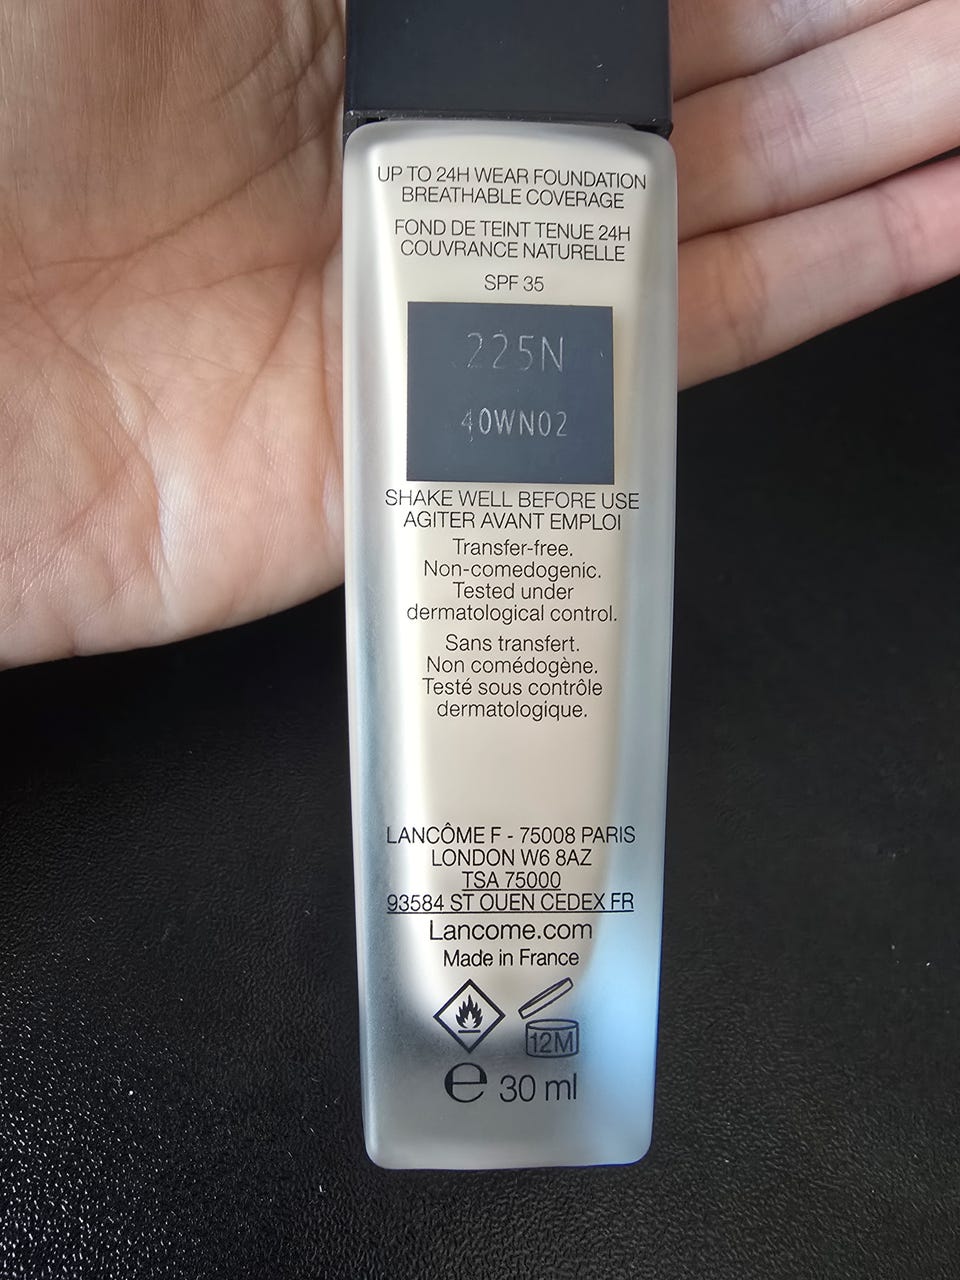 UP TO 24H WEAR FOUNDATION
BREATHABLE COVERAGE
FOND DE TEINT TENUE 24H
COUVRANCE NATURELLE
SPF 35
225N
40WN02
SHAKE WELL BEFORE USE
AGITER AVANT EMPLOI
Transfer-free.
Non-comedogenic.
Tested under
dermatological control.
Sans transfert.
Non comédogène.
Testé sous contrôle
dermatologique.
LANCÔME F - 75008 PARIS
LONDON W6 8AZ
TSA 75000
93584 ST OUEN CEDEX FR
Lancome.com
Made in France
12M
e 30 ml